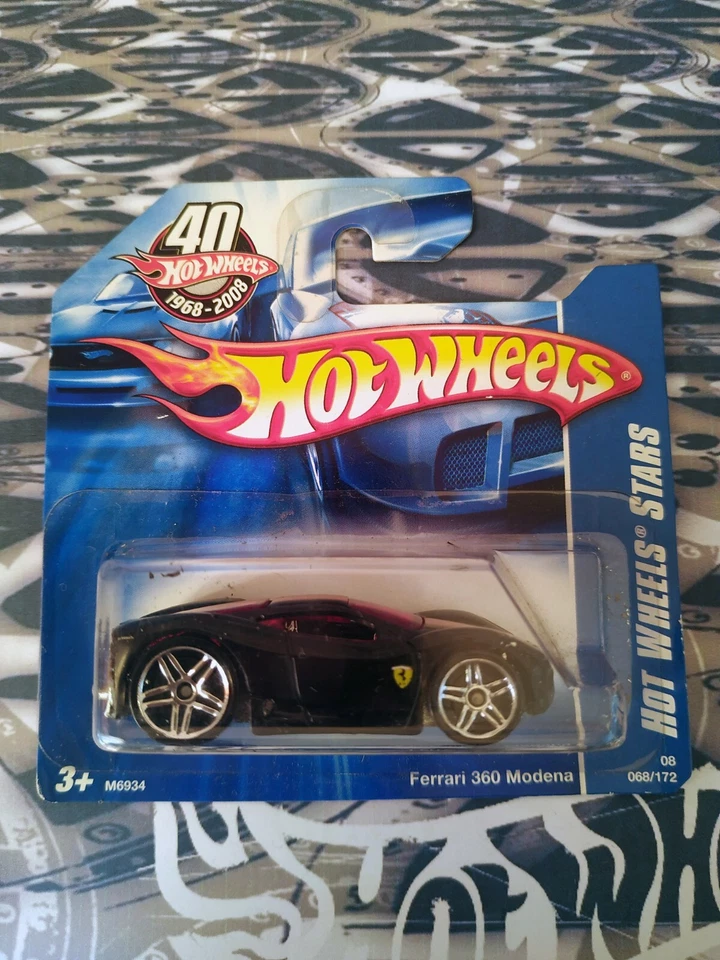 40
HOT WHEELS
1968-2008
HOT WHEELS®
HOT WHEELS® STARS
08
068/172
Ferrari 360 Modena
3+ M6934